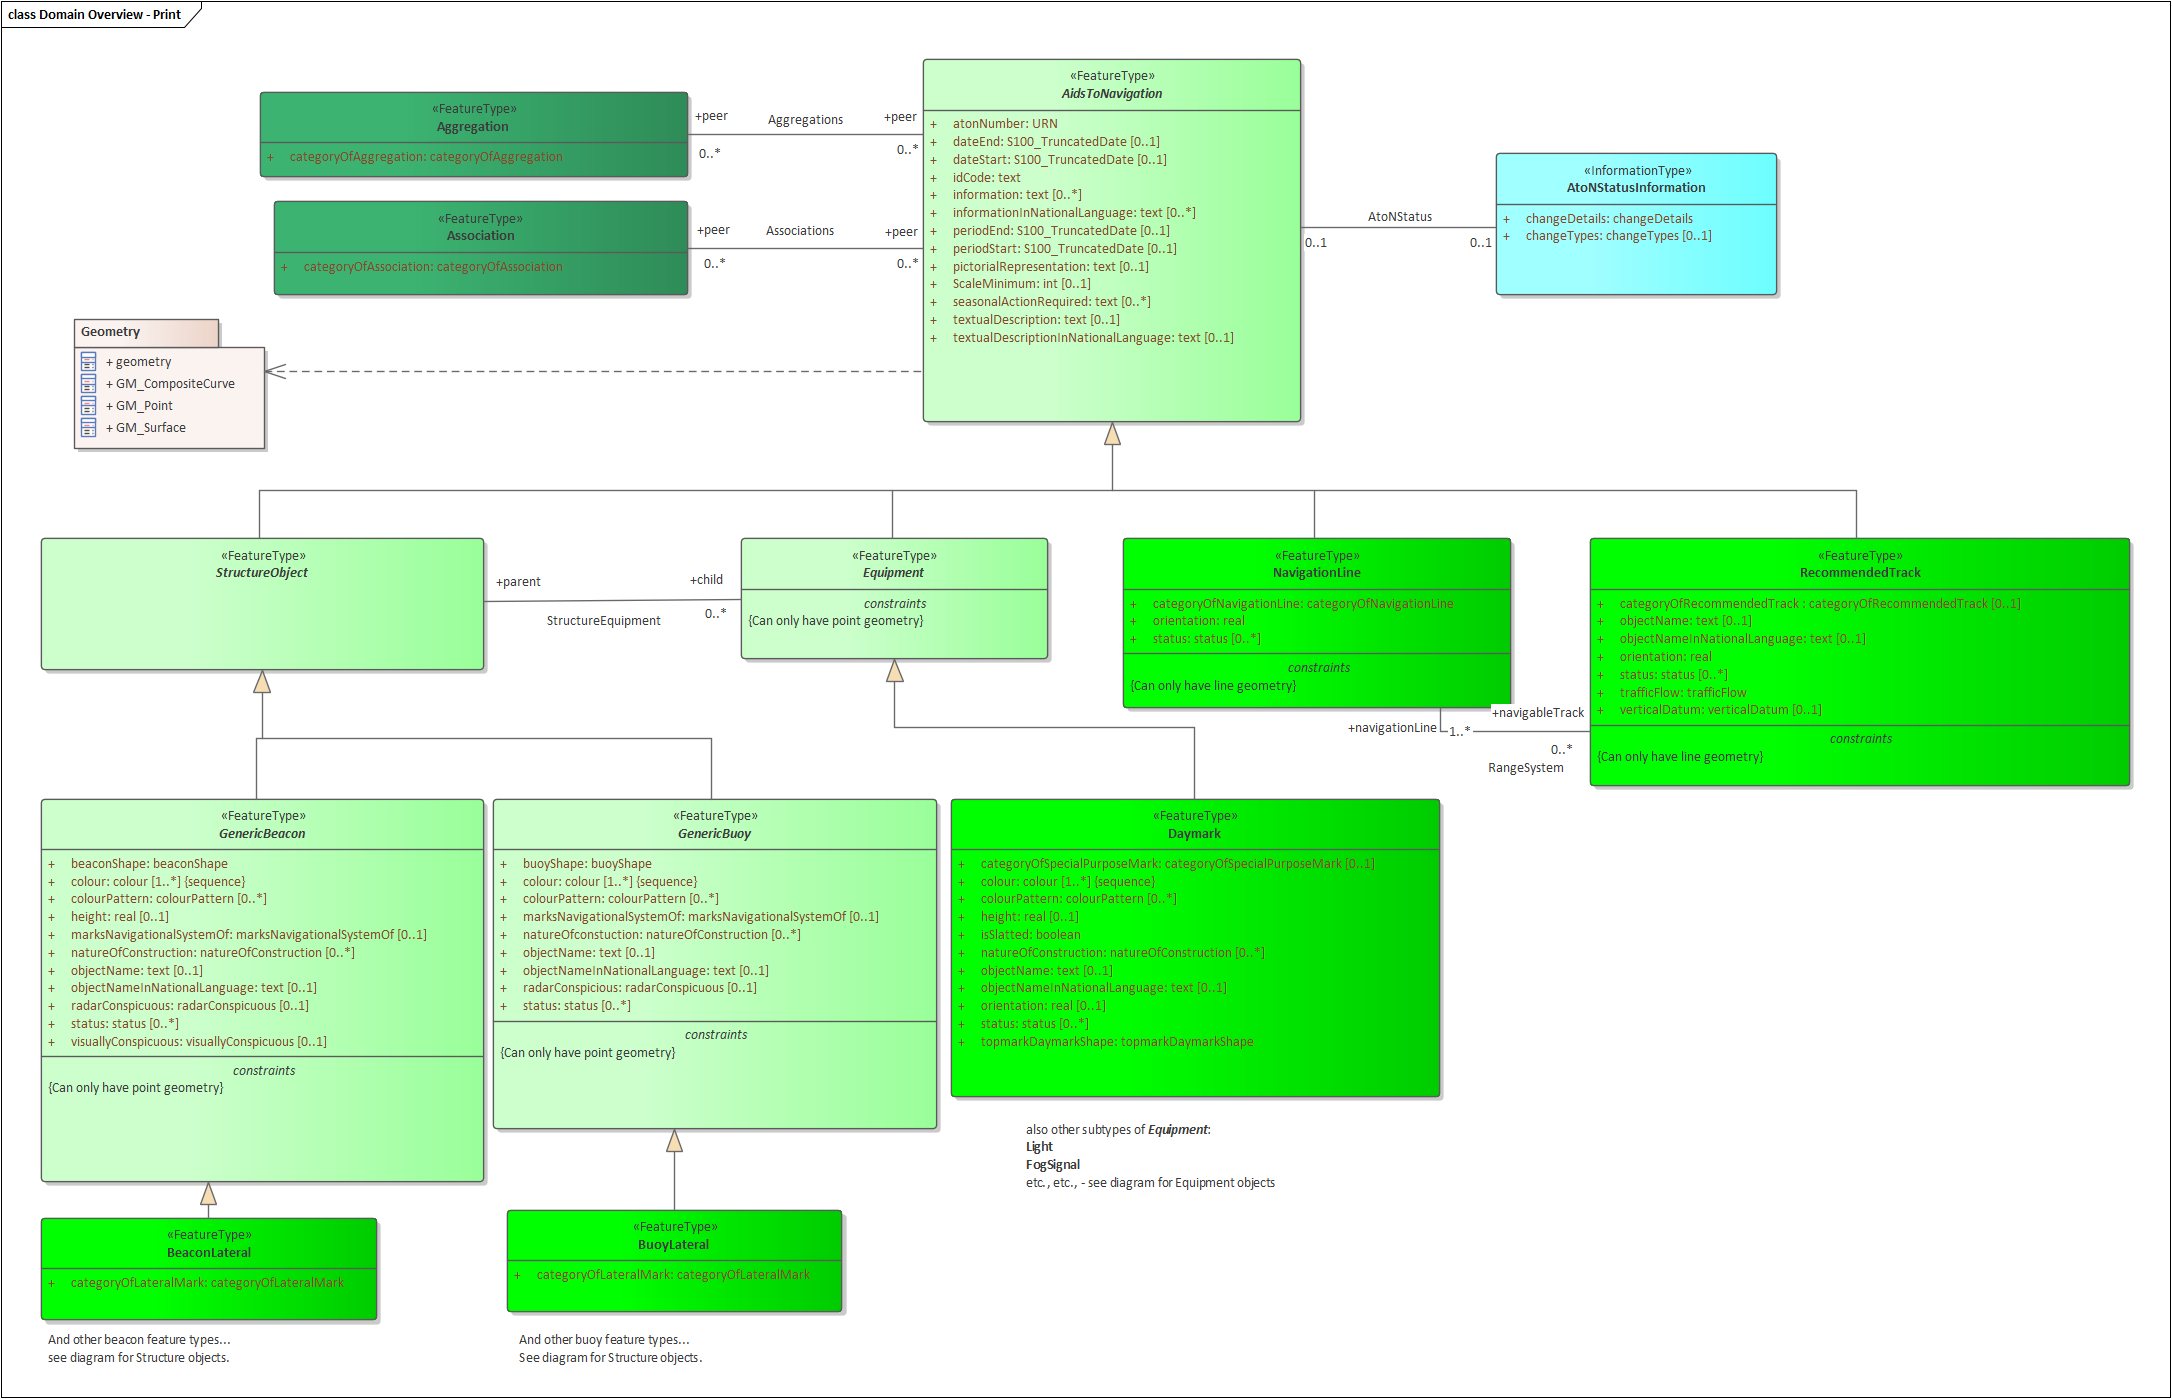 class Domain Overview - Print
«FeatureType»
AidsToNavigation
+ atonNumber: URN
+ dateEnd: S100_TruncatedDate [0..1]
+ dateStart: S100_TruncatedDate [0..1]
+ idCode: text
+ information: text [0..*]
+ informationInNationalLanguage: text [0..*]
+ periodEnd: S100_TruncatedDate [0..1]
+ periodStart: S100_TruncatedDate [0..1]
+ pictorialRepresentation: text [0..1]
+ ScaleMinimum: int [0..1]
+ seasonalActionRequired: text [0..*]
+ textualDescription: text [0..1]
+ textualDescriptionInNationalLanguage: text [0..1]
«FeatureType»
Aggregation
+ categoryOfAggregation: categoryOfAggregation
+peer
Aggregations
+peer
0..*
0..*
«FeatureType»
Association
+ categoryOfAssociation: categoryOfAssociation
+peer
Associations
+peer
0..*
0..*
«InformationType»
AtoNStatusInformation
+ changeDetails: changeDetails
+ changeTypes: changeTypes [0..1]
AtoNStatus
0..1
0..1
Geometry
+ geometry
+ GM_CompositeCurve
+ GM_Point
+ GM_Surface
«FeatureType»
StructureObject
+parent
+child
0..*
StructureEquipment
«FeatureType»
Equipment
constraints
{Can only have point geometry}
«FeatureType»
NavigationLine
+ categoryOfNavigationLine: categoryOfNavigationLine
+ orientation: real
+ status: status [0..*]
constraints
{Can only have line geometry}
«FeatureType»
RecommendedTrack
+ categoryOfRecommendedTrack : categoryOfRecommendedTrack [0..1]
+ objectName: text [0..1]
+ objectNameInNationalLanguage: text [0..1]
+ orientation: real
+ status: status [0..*]
+ trafficFlow: trafficFlow
+ verticalDatum: verticalDatum [0..1]
constraints
{Can only have line geometry}
+navigableTrack
+navigationLine
1..*
0..*
RangeSystem
«FeatureType»
GenericBeacon
+ beaconShape: beaconShape
+ colour: colour [1..*] {sequence}
+ colourPattern: colourPattern [0..*]
+ height: real [0..1]
+ marksNavigationalSystemOf: marksNavigationalSystemOf [0..1]
+ natureOfConstruction: natureOfConstruction [0..*]
+ objectName: text [0..1]
+ objectNameInNationalLanguage: text [0..1]
+ radarConspicuous: radarConspicuous [0..1]
+ status: status [0..*]
+ visuallyConspicuous: visuallyConspicuous [0..1]
constraints
{Can only have point geometry}
«FeatureType»
GenericBuoy
+ buoyShape: buoyShape
+ colour: colour [1..*] {sequence}
+ colourPattern: colourPattern [0..*]
+ marksNavigationalSystemOf: marksNavigationalSystemOf [0..1]
+ natureOfconstuction: natureOfConstruction [0..*]
+ objectName: text [0..1]
+ objectNameInNationalLanguage: text [0..1]
+ radarConspicious: radarConspicuous [0..1]
+ status: status [0..*]
constraints
{Can only have point geometry}
«FeatureType»
Daymark
+ categoryOfSpecialPurposeMark: categoryOfSpecialPurposeMark [0..1]
+ colour: colour [1..*] {sequence}
+ colourPattern: colourPattern [0..*]
+ height: real [0..1]
+ isSlatted: boolean
+ natureOfConstruction: natureOfConstruction [0..*]
+ objectName: text [0..1]
+ objectNameInNationalLanguage: text [0..1]
+ orientation: real [0..1]
+ status: status [0..*]
+ topmarkDaymarkShape: topmarkDaymarkShape
also other subtypes of Equipment:
Light
FogSignal
etc., etc., - see diagram for Equipment objects
«FeatureType»
BeaconLateral
+ categoryOfLateralMark: categoryOfLateralMark
And other beacon feature types...
see diagram for Structure objects.
«FeatureType»
BuoyLateral
+ categoryOfLateralMark: categoryOfLateralMark
And other buoy feature types...
See diagram for Structure objects.